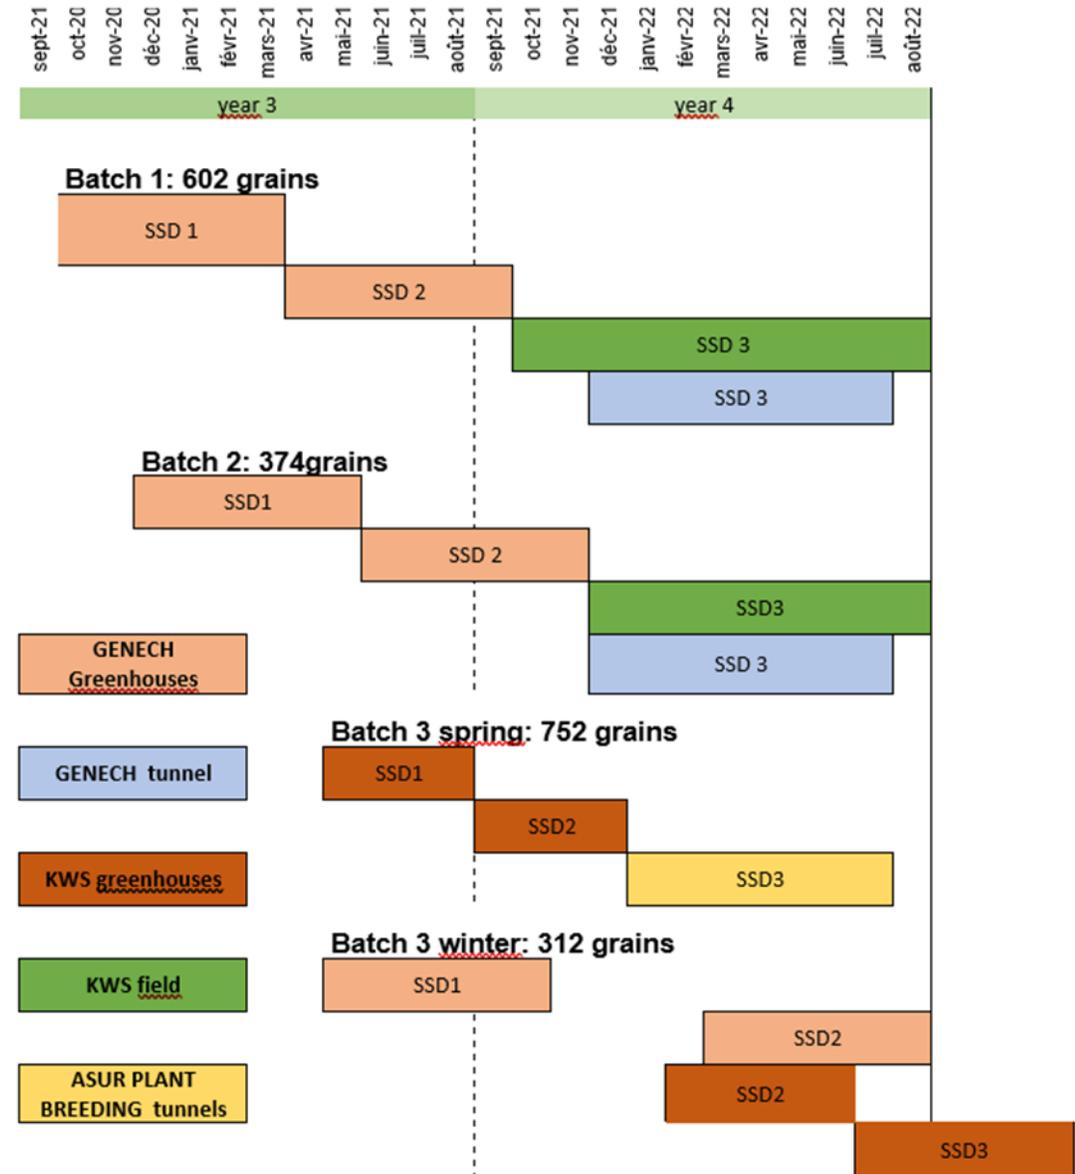 sept-21
oct-20
nov-20
déc-20
janv-21
févr-21
mars-21
avr-21
mai-21
juin-21
juil-21
août-21
sept-21
oct-21
nov-21
déc-21
janv-22
févr-22
mars-22
avr-22
mai-22
juin-22
juil-22
août-22
year 3
year 4
Batch 1: 602 grains
SSD 1
SSD 2
SSD 3
SSD 3
Batch 2: 374grains
SSD1
SSD 2
SSD3
SSD 3
GENECH
Greenhouses
Batch 3 spring: 752 grains
GENECH tunnel
SSD1
SSD2
KWS greenhouses
SSD3
Batch 3 winter: 312 grains
KWS field
SSD1
SSD2
ASUR PLANT
BREEDING tunnels
SSD2
SSD3